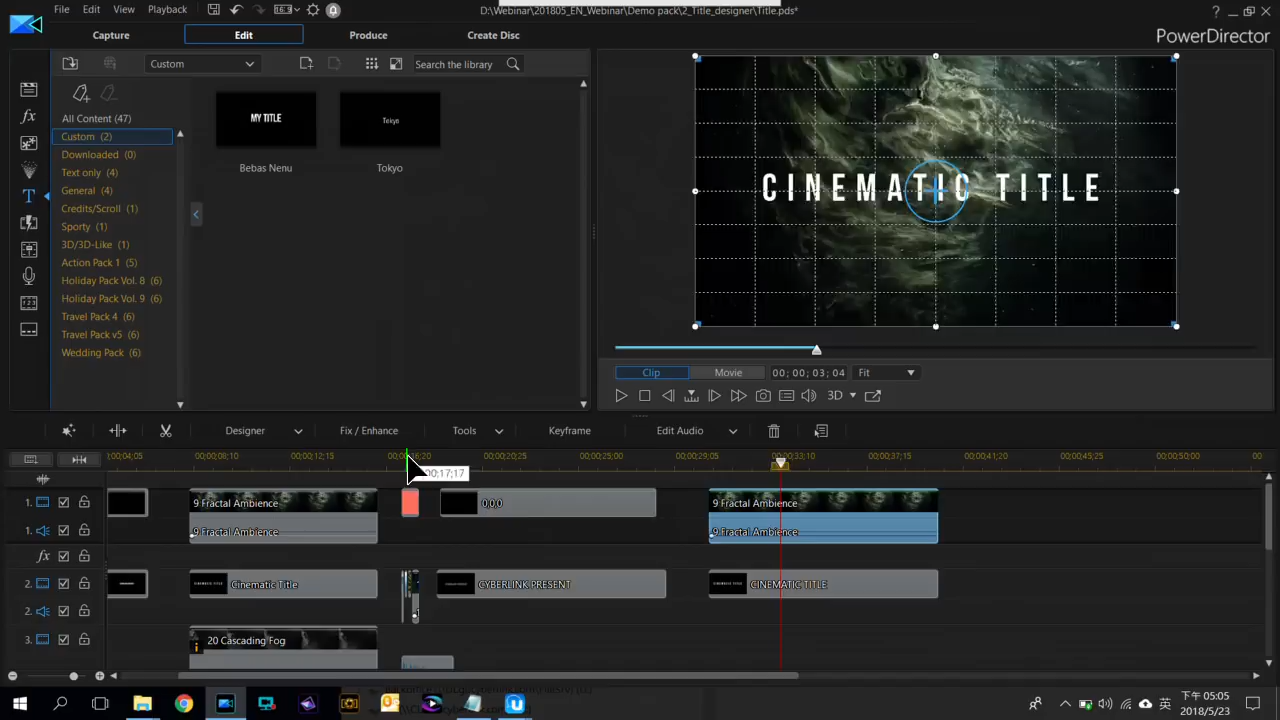 File Edit View Playback
D:\Webinar\201805_EN_Webinar\Demo pack\2_Title_designer\Title.pds*
?
Capture Edit Produce Create Disc
PowerDirector
Custom
Search the library
All Content (47)
Custom (2)
Downloaded (0)
Text only (4)
General (4)
Credits/Scroll (1)
Sporty (1)
3D/3D-Like (1)
Action Pack 1 (5)
Holiday Pack Vol. 8 (6)
Holiday Pack Vol. 9 (6)
Travel Pack 4 (6)
Travel Pack v5 (6)
Wedding Pack (6)
MY TITLE
Bebas Nenu
Tokyo
Tokyo
CINEMATIC TITLE
Clip Movie 00; 00; 03; 04 Fit
3D
Designer Fix / Enhance Tools Keyframe Edit Audio
00;00;08;10 00;00;12;15 00;00;20;25 00;00;25;00 00;00;29;05 00;00;33;10 00;00;37;15 00;00;41;20 00;00;45;25 00;00;50;00 00
00;17;17
1. 9 Fractal Ambience 0,0,0 9 Fractal Ambience
1. 9 Fractal Ambience 9 Fractal Ambience
fx
2. Cinematic Title CYBERLINK PRESENT CINEMATIC TITLE
2.
3. 20 Cascading Fog
英
下午 05:05
2018/5/23